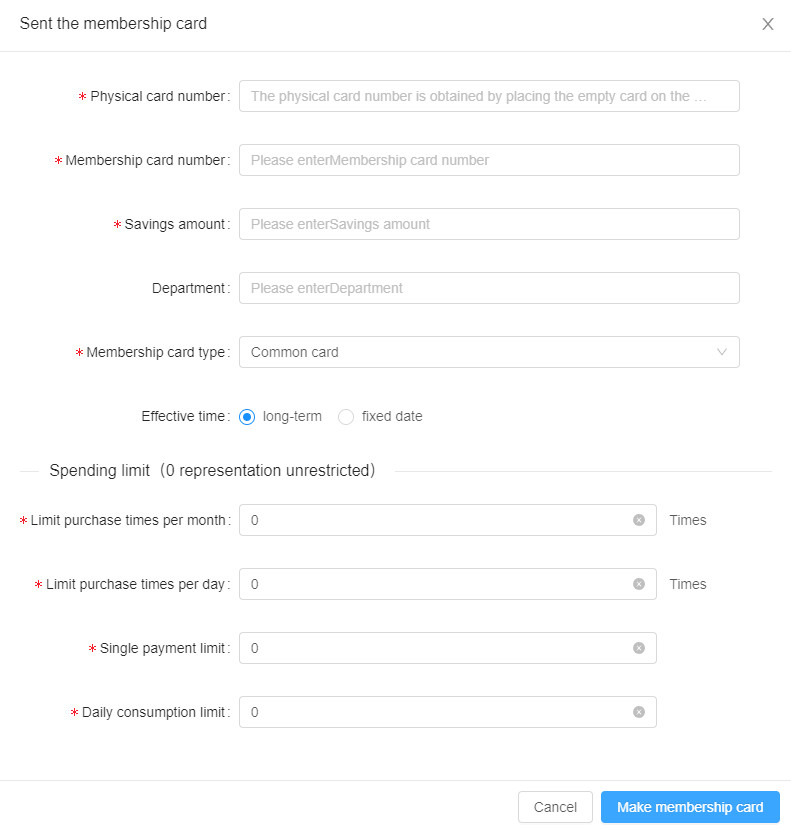 Sent the membership card
* Physical card number: The physical card number is obtained by placing the empty card on the ...
* Membership card number: Please enterMembership card number
* Savings amount: Please enterSavings amount
Department: Please enterDepartment
* Membership card type: Common card
Effective time: long-term fixed date
Spending limit（0 representation unrestricted）
* Limit purchase times per month: 0 Times
* Limit purchase times per day: 0 Times
* Single payment limit: 0
* Daily consumption limit: 0
Cancel Make membership card